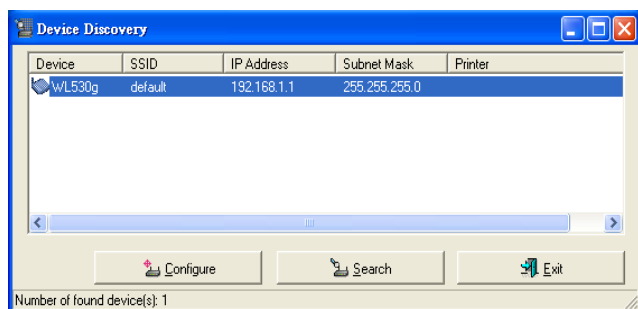 Device Discovery
Device SSID IP Address Subnet Mask Printer
WL530g default 192.168.1.1 255.255.255.0
Configure Search Exit
Number of found device(s): 1